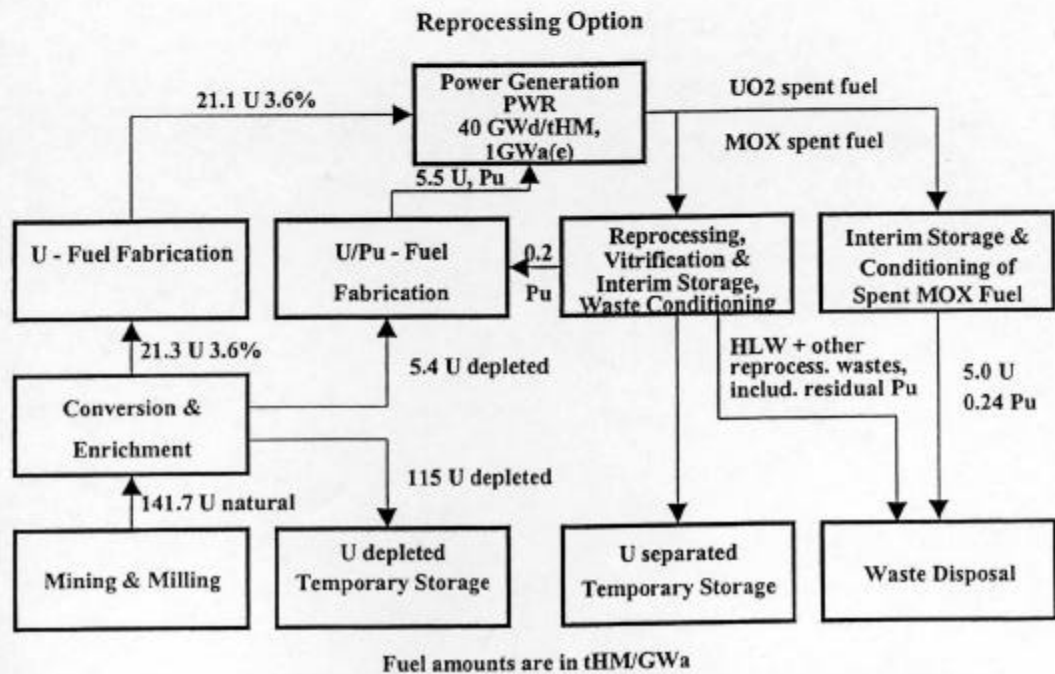 Reprocessing Option
Power Generation
PWR
40 GWd/tHM,
1GWa(e)
21.1 U 3.6%
UO2 spent fuel
MOX spent fuel
5.5 U, Pu
U - Fuel Fabrication
U/Pu - Fuel
Fabrication
0.2
Pu
Reprocessing,
Vitrification &
Interim Storage,
Waste Conditioning
Interim Storage &
Conditioning of
Spent MOX Fuel
21.3 U 3.6%
5.4 U depleted
HLW + other
reprocess. wastes,
includ. residual Pu
5.0 U
0.24 Pu
Conversion &
Enrichment
115 U depleted
141.7 U natural
Mining & Milling
U depleted
Temporary Storage
U separated
Temporary Storage
Waste Disposal
Fuel amounts are in tHM/GWa